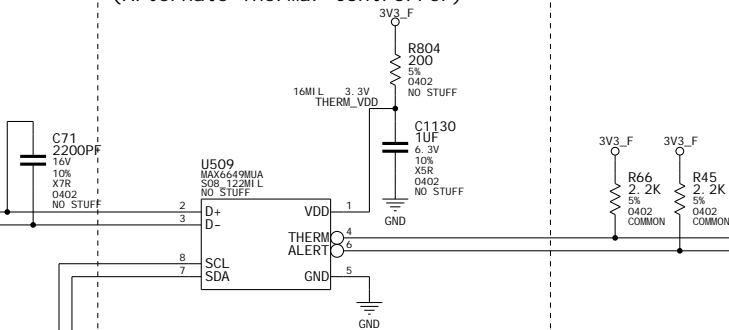 3V3_F
R804
200
5%
0402
NO STUFF
16MIL 3.3V
THERM_VDD
C1130
1UF
6.3V
10%
X5R
0402
NO STUFF
GND
C71
2200PF
16V
10%
X7R
0402
NO STUFF
U509
MAX6649MUA
SO8_122MIL
NO STUFF
2 D+ VDD 1
3 D-
THERM 4
ALERT 6
8 SCL
7 SDA GND 5
GND
3V3_F 3V3_F
R66
2.2K
5%
0402
COMMON
R45
2.2K
5%
0402
COMMON